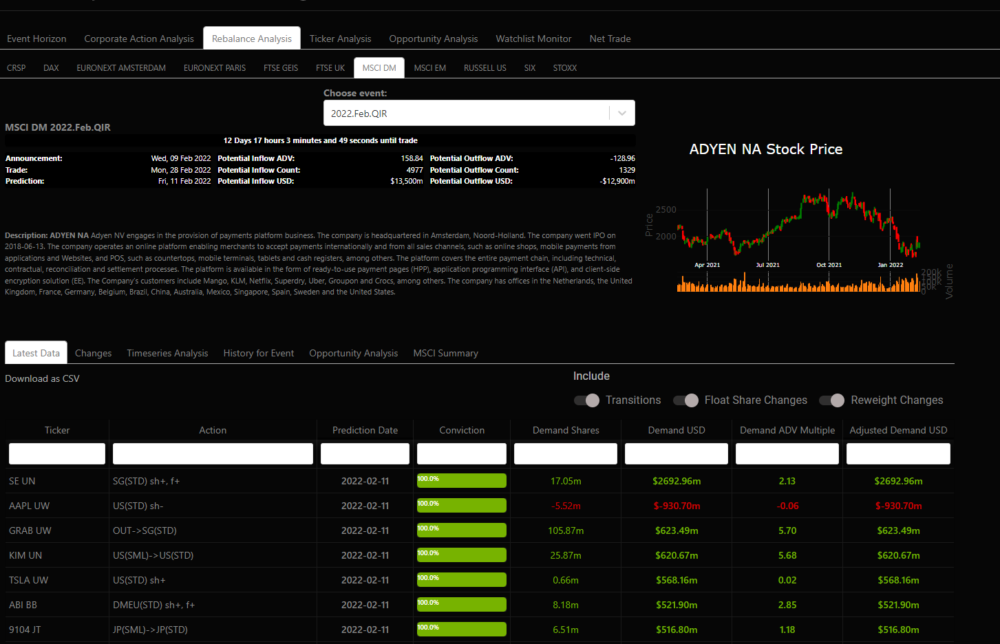 Event Horizon Corporate Action Analysis Rebalance Analysis Ticker Analysis Opportunity Analysis Watchlist Monitor Net Trade
CRSP DAX EURONEXT AMSTERDAM EURONEXT PARIS FTSE GEIS FTSE UK MSCI DM MSCI EM RUSSELL US SIX STOXX
Choose event:
2022.Feb.QIR
MSCI DM 2022.Feb.QIR
12 Days 17 hours 3 minutes and 49 seconds until trade
Announcement: Wed, 09 Feb 2022 Potential Inflow ADV: 158.84 Potential Outflow ADV: -128.96
Trade: Mon, 28 Feb 2022 Potential Inflow Count: 4977 Potential Outflow Count: 1329
Prediction: Fri, 11 Feb 2022 Potential Inflow USD: $13,500m Potential Outflow USD: -$12,900m
ADYEN NA Stock Price
Price
2500
2000
Apr 2021 Jul 2021 Oct 2021 Jan 2022
200k
150k
100k
50k
0
Volume
Description: ADYEN NA Adyen NV engages in the provision of payments platform business. The company is headquartered in Amsterdam, Noord-Holland. The company went IPO on
2018-06-13. The company operates an online platform enabling merchants to accept payments internationally and from all sales channels, such as online shops, mobile payments from
applications and Websites, and POS, such as countertops, mobile terminals, tablets and cash registers, among others. The platform covers the entire payment chain, including technical,
contractual, reconciliation and settlement processes. The platform is available in the form of ready-to-use payment pages (HPP), application programming interface (API), and client-side
encryption solution (EE). The Company's customers include Mango, KLM, Netflix, Superdry, Uber, Groupon and Crocs, among others. The company has offices in the Netherlands, the United
Kingdom, France, Germany, Belgium, Brazil, China, Australia, Mexico, Singapore, Spain, Sweden and the United States.
Latest Data Changes Timeseries Analysis History for Event Opportunity Analysis MSCI Summary
Download as CSV
Include
Transitions Float Share Changes Reweight Changes
Ticker Action Prediction Date Conviction Demand Shares Demand USD Demand ADV Multiple Adjusted Demand USD
SE UN SG(STD) sh+, f+ 2022-02-11 100.0% 17.05m $2692.96m 2.13 $2692.96m
AAPL UW US(STD) sh- 2022-02-11 100.0% -5.52m $-930.70m -0.06 $-930.70m
GRAB UW OUT->SG(STD) 2022-02-11 100.0% 105.87m $623.49m 5.70 $623.49m
KIM UN US(SML)->US(STD) 2022-02-11 100.0% 25.87m $620.67m 5.68 $620.67m
TSLA UW US(STD) sh+ 2022-02-11 100.0% 0.66m $568.16m 0.02 $568.16m
ABI BB DMEU(STD) sh+, f+ 2022-02-11 100.0% 8.18m $521.90m 2.85 $521.90m
9104 JT JP(SML)->JP(STD) 2022-02-11 100.0% 6.51m $516.80m 1.18 $516.80m